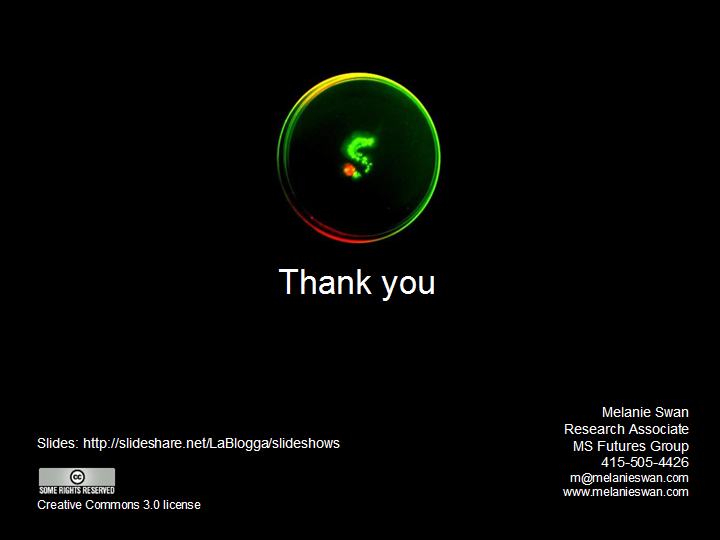 Thank you
Slides: http://slideshare.net/LaBlogga/slideshows
cc
SOME RIGHTS RESERVED
Creative Commons 3.0 license
Melanie Swan
Research Associate
MS Futures Group
415-505-4426
m@melanieswan.com
www.melanieswan.com